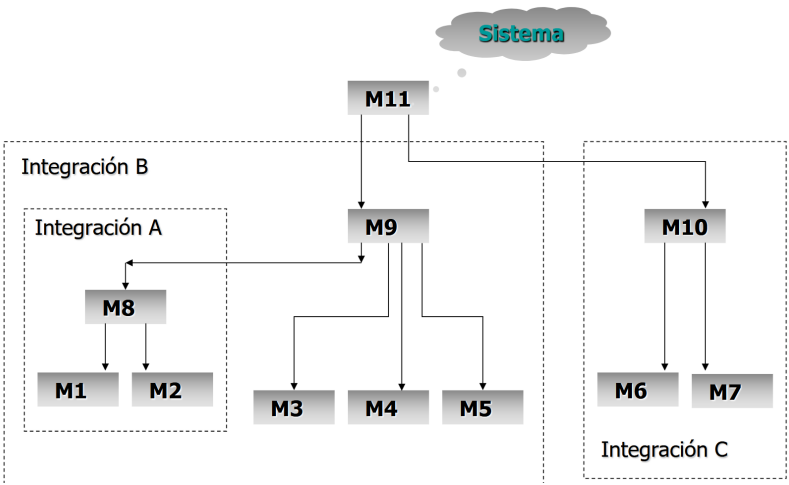 Sistema
M11
Integración B
Integración A
M9
M10
M8
M1
M2
M3
M4
M5
M6
M7
Integración C